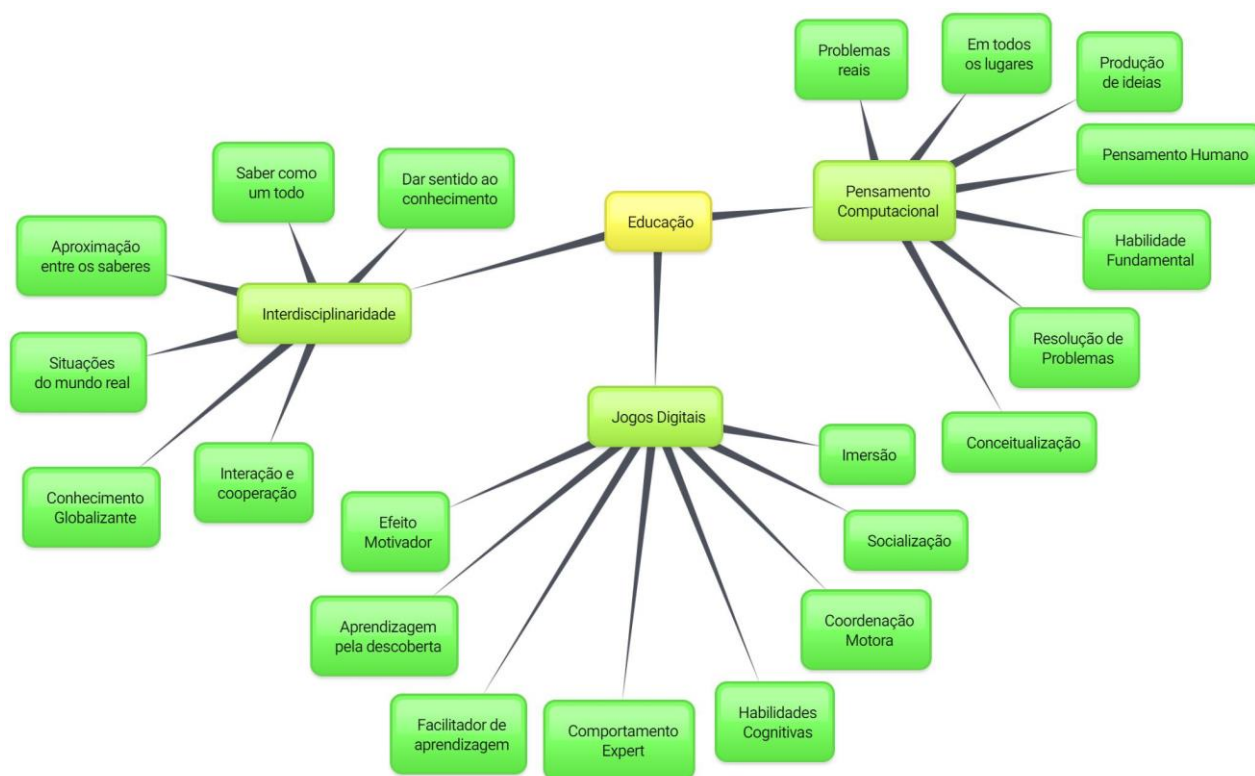 Educação
Pensamento
Computacional
Problemas
reais
Em todos
os lugares
Produção
de ideias
Pensamento Humano
Habilidade
Fundamental
Resolução de
Problemas
Conceitualização
Interdisciplinaridade
Dar sentido ao
conhecimento
Saber como
um todo
Aproximação
entre os saberes
Situações
do mundo real
Conhecimento
Globalizante
Interação e
cooperação
Jogos Digitais
Imersão
Socialização
Coordenação
Motora
Habilidades
Cognitivas
Comportamento
Expert
Facilitador de
aprendizagem
Aprendizagem
pela descoberta
Efeito
Motivador